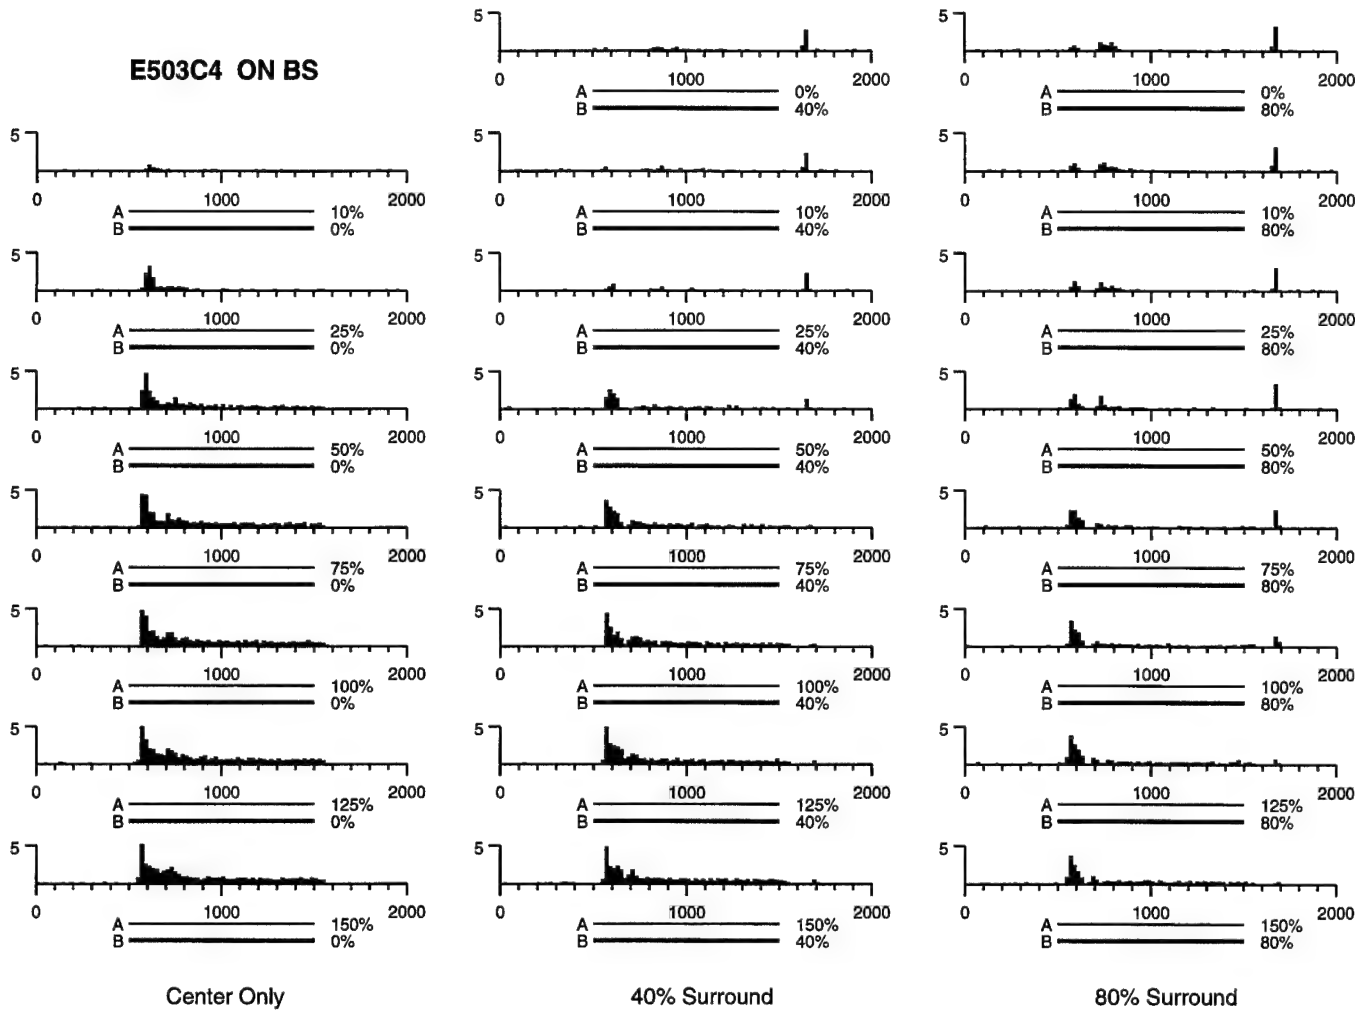 E503C4 ON BS
5
0 1000 2000
A 10%
B 0%
5
0 1000 2000
A 25%
B 0%
5
0 1000 2000
A 50%
B 0%
5
0 1000 2000
A 75%
B 0%
5
0 1000 2000
A 100%
B 0%
5
0 1000 2000
A 125%
B 0%
5
0 1000 2000
A 150%
B 0%
Center Only
5
0 1000 2000
A 0%
B 40%
5
0 1000 2000
A 10%
B 40%
5
0 1000 2000
A 25%
B 40%
5
0 1000 2000
A 50%
B 40%
5
0 1000 2000
A 75%
B 40%
5
0 1000 2000
A 100%
B 40%
5
0 1000 2000
A 125%
B 40%
5
0 1000 2000
A 150%
B 40%
40% Surround
5
0 1000 2000
A 0%
B 80%
5
0 1000 2000
A 10%
B 80%
5
0 1000 2000
A 25%
B 80%
5
0 1000 2000
A 50%
B 80%
5
0 1000 2000
A 75%
B 80%
5
0 1000 2000
A 100%
B 80%
5
0 1000 2000
A 125%
B 80%
5
0 1000 2000
A 150%
B 80%
80% Surround